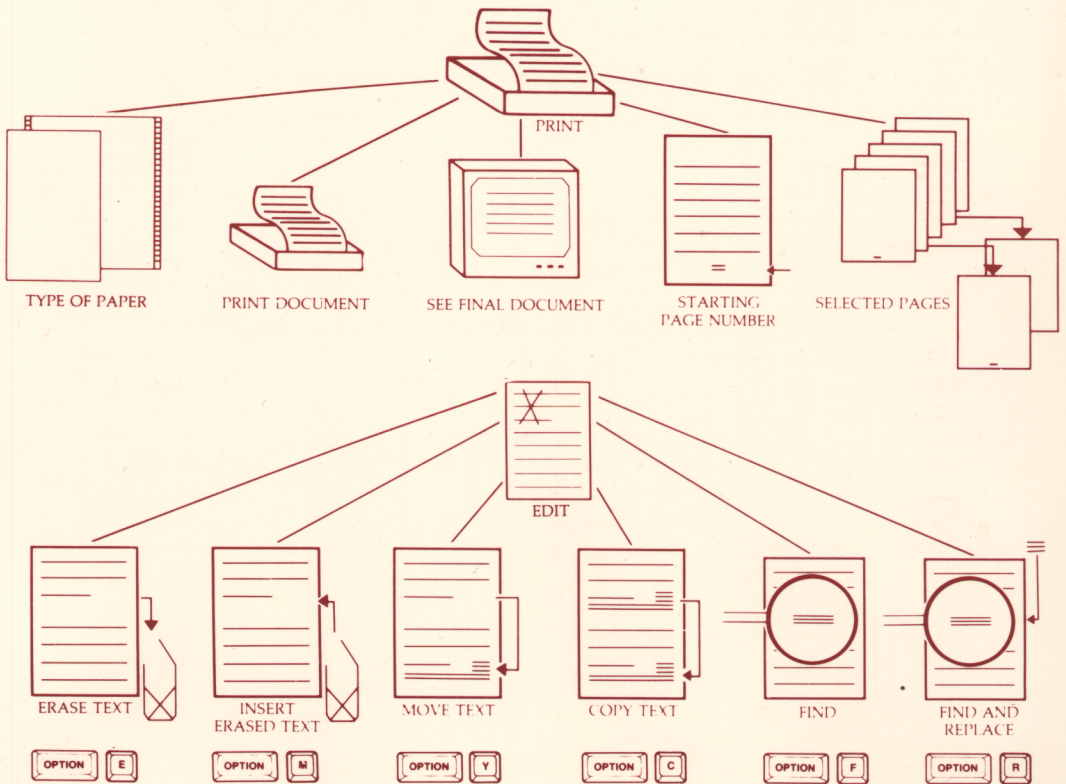 PRINT
TYPE OF PAPER
PRINT DOCUMENT
SEE FINAL DOCUMENT
STARTING
PAGE NUMBER
SELECTED PAGES
EDIT
ERASE TEXT
INSERT
ERASED TEXT
MOVE TEXT
COPY TEXT
FIND
FIND AND
REPLACE
OPTION E
OPTION M
OPTION Y
OPTION C
OPTION F
OPTION R